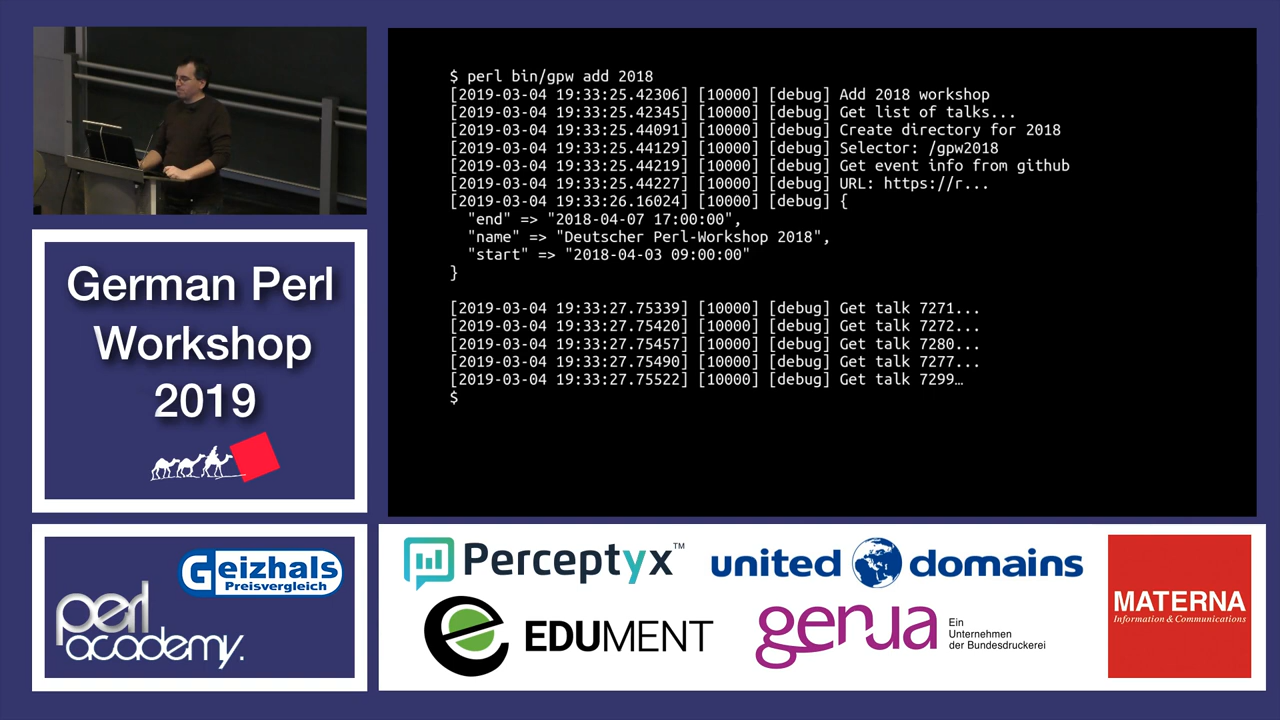 $ perl bin/gpw add 2018
[2019-03-04 19:33:25.42306] [10000] [debug] Add 2018 workshop
[2019-03-04 19:33:25.42345] [10000] [debug] Get list of talks...
[2019-03-04 19:33:25.44091] [10000] [debug] Create directory for 2018
[2019-03-04 19:33:25.44129] [10000] [debug] Selector: /gpw2018
[2019-03-04 19:33:25.44219] [10000] [debug] Get event info from github
[2019-03-04 19:33:25.44227] [10000] [debug] URL: https://r...
[2019-03-04 19:33:26.16024] [10000] [debug] {
"end" => "2018-04-07 17:00:00",
"name" => "Deutscher Perl-Workshop 2018",
"start" => "2018-04-03 09:00:00"
}
[2019-03-04 19:33:27.75339] [10000] [debug] Get talk 7271...
[2019-03-04 19:33:27.75420] [10000] [debug] Get talk 7272...
[2019-03-04 19:33:27.75457] [10000] [debug] Get talk 7280...
[2019-03-04 19:33:27.75490] [10000] [debug] Get talk 7277...
[2019-03-04 19:33:27.75522] [10000] [debug] Get talk 7299…
$
German Perl
Workshop
2019
Geizhals
Preisvergleich
perl
academy.
Perceptyx™
united domains
EDUMENT
genua
Ein
Unternehmen
der Bundesdruckerei
MATERNA
Information & Communications